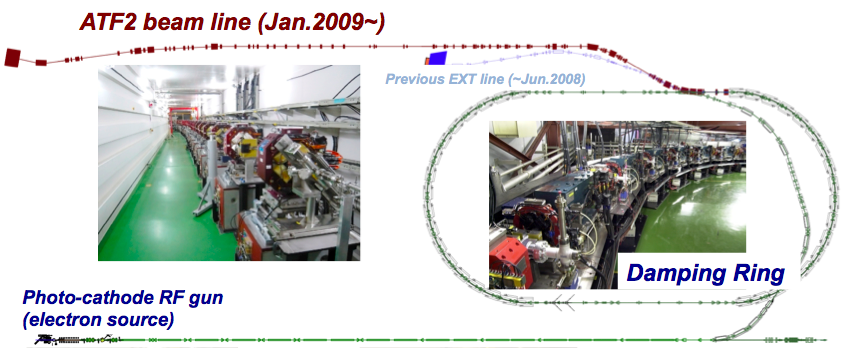 ATF2 beam line (Jan.2009~)
Previous EXT line (~Jun.2008)
Damping Ring
Photo-cathode RF gun
(electron source)